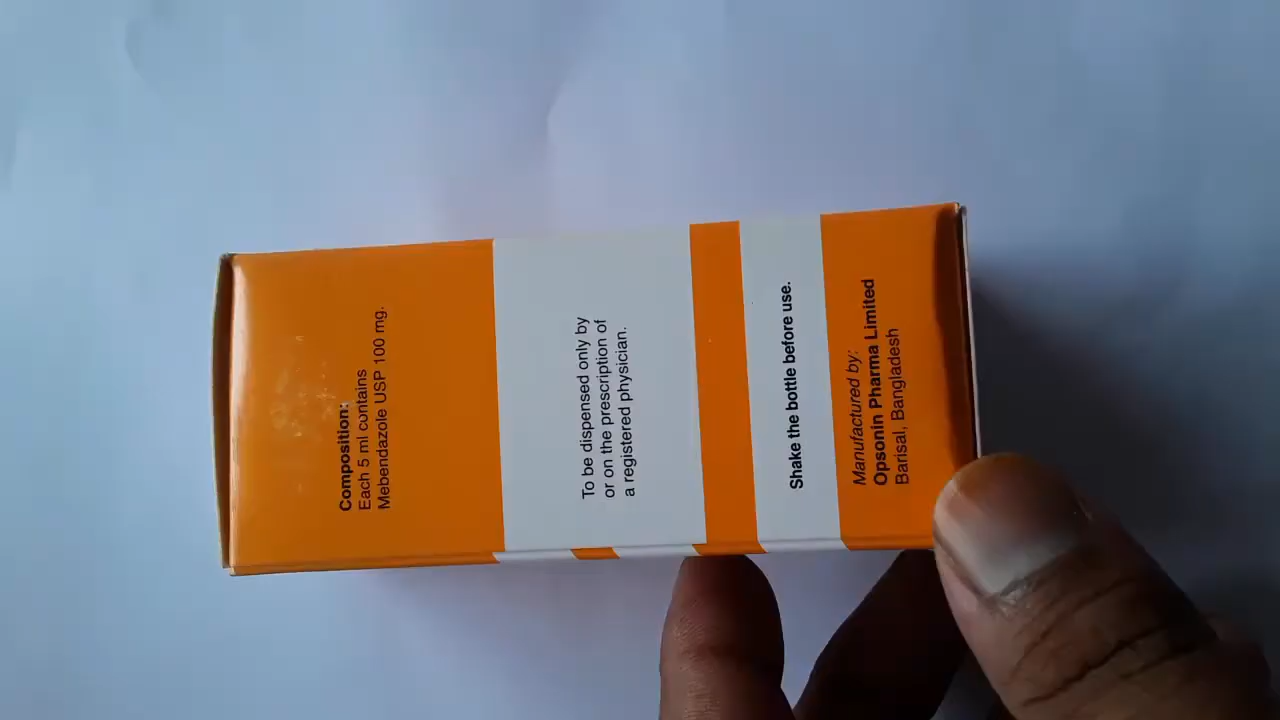 Composition:
Each 5 ml contains
Mebendazole USP 100 mg.
To be dispensed only by
or on the prescription of
a registered physician.
Shake the bottle before use.
Manufactured by:
Opsonin Pharma Limited
Barisal, Bangladesh